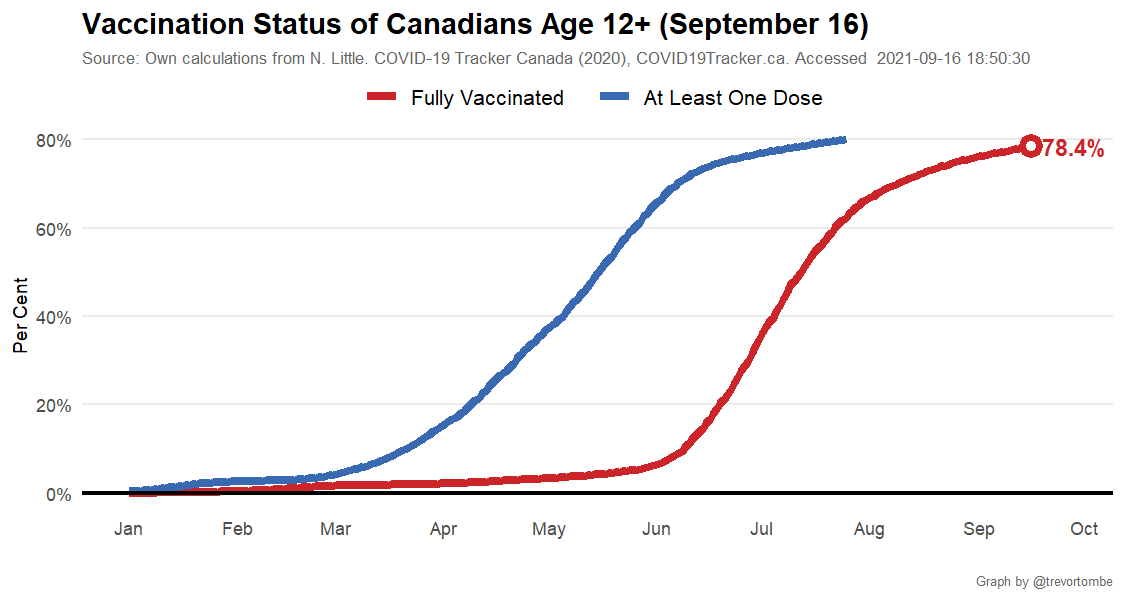 Vaccination Status of Canadians Age 12+ (September 16)
Source: Own calculations from N. Little. COVID-19 Tracker Canada (2020), COVID19Tracker.ca. Accessed  2021-09-16 18:50:30
Fully Vaccinated At Least One Dose
80%
78.4%
60%
40%
20%
0%
Per Cent
Jan Feb Mar Apr May Jun Jul Aug Sep Oct
Graph by @trevortombe